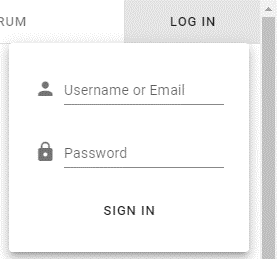 RUM LOG IN
Username or Email
Password
SIGN IN